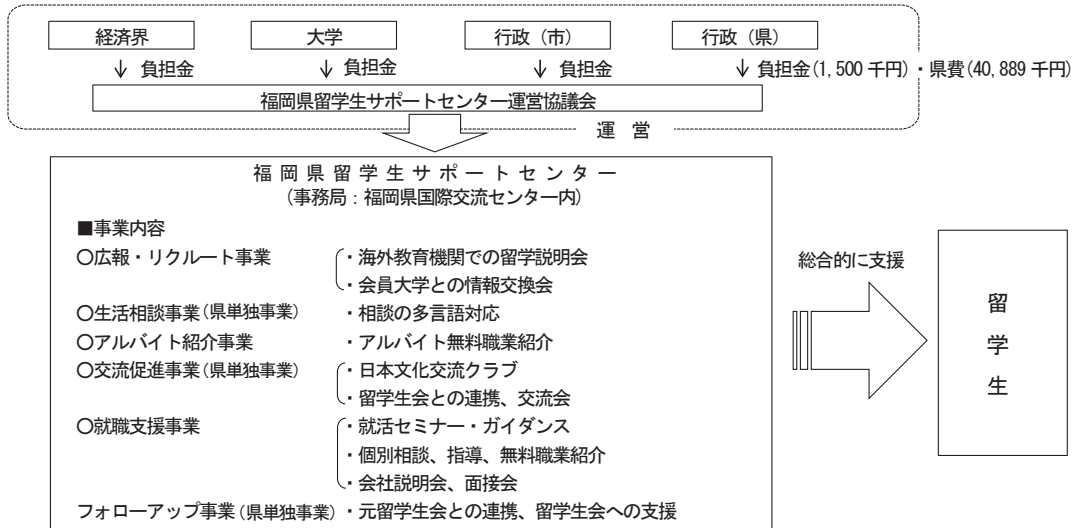 経済界 大学 行政（市） 行政（県）
↓ 負担金 ↓ 負担金 ↓ 負担金 ↓ 負担金(1,500 千円)・県費(40,889 千円)
福岡県留学生サポートセンター運営協議会
運 営
福 岡 県 留 学 生 サ ポ ー ト セ ン タ ー
(事務局：福岡県国際交流センター内)
■事業内容
〇広報・リクルート事業 ・海外教育機関での留学説明会
・会員大学との情報交換会
〇生活相談事業(県単独事業) ・相談の多言語対応
〇アルバイト紹介事業 ・アルバイト無料職業紹介
〇交流促進事業(県単独事業) ・日本文化交流クラブ
・留学生会との連携、交流会
〇就職支援事業 ・就活セミナー・ガイダンス
・個別相談、指導、無料職業紹介
・会社説明会、面接会
フォローアップ事業(県単独事業) ・元留学生会との連携、留学生会への支援
総合的に支援
留
学
生